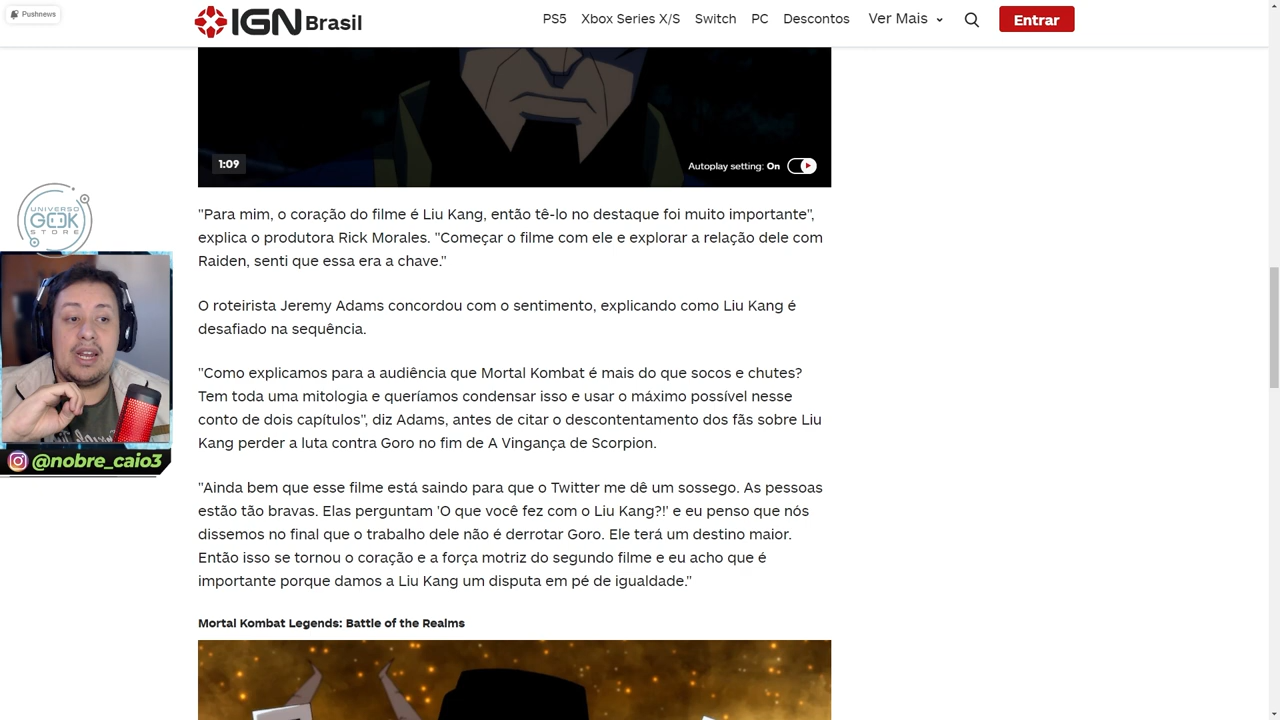 Pushnews
IGN Brasil
PS5 Xbox Series X/S Switch PC Descontos Ver Mais
Entrar
1:09
Autoplay setting: On
"Para mim, o coração do filme é Liu Kang, então tê-lo no destaque foi muito importante",
explica o produtora Rick Morales. "Começar o filme com ele e explorar a relação dele com
Raiden, senti que essa era a chave."
O roteirista Jeremy Adams concordou com o sentimento, explicando como Liu Kang é
desafiado na sequência.
"Como explicamos para a audiência que Mortal Kombat é mais do que socos e chutes?
Tem toda uma mitologia e queríamos condensar isso e usar o máximo possível nesse
conto de dois capítulos", diz Adams, antes de citar o descontentamento dos fãs sobre Liu
Kang perder a luta contra Goro no fim de A Vingança de Scorpion.
"Ainda bem que esse filme está saindo para que o Twitter me dê um sossego. As pessoas
estão tão bravas. Elas perguntam 'O que você fez com o Liu Kang?!' e eu penso que nós
dissemos no final que o trabalho dele não é derrotar Goro. Ele terá um destino maior.
Então isso se tornou o coração e a força motriz do segundo filme e eu acho que é
importante porque damos a Liu Kang um disputa em pé de igualdade."
Mortal Kombat Legends: Battle of the Realms
UNIVERSO
GEEK
STORE
@nobre_caio3